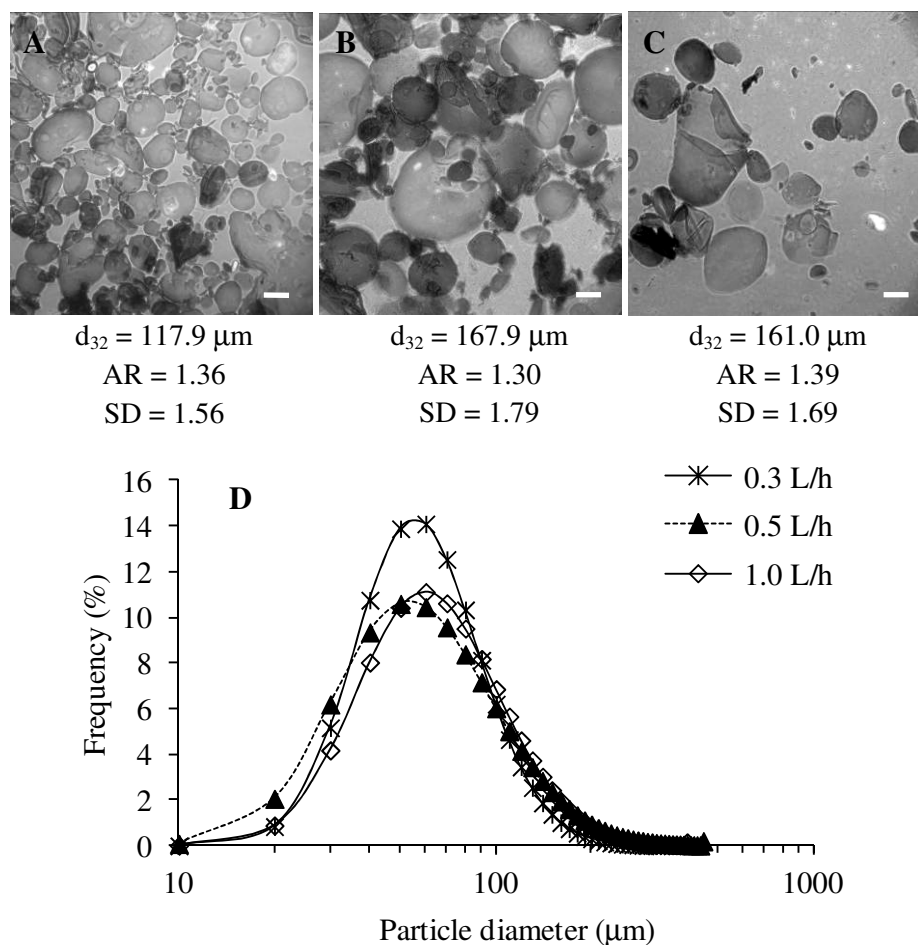 A B C
d₃₂ = 117.9 μm d₃₂ = 167.9 μm d₃₂ = 161.0 μm
AR = 1.36 AR = 1.30 AR = 1.39
SD = 1.56 SD = 1.79 SD = 1.69
D
0.3 L/h
0.5 L/h
1.0 L/h
Frequency (%)
16
14
12
10
8
6
4
2
0
10 100 1000
Particle diameter (μm)